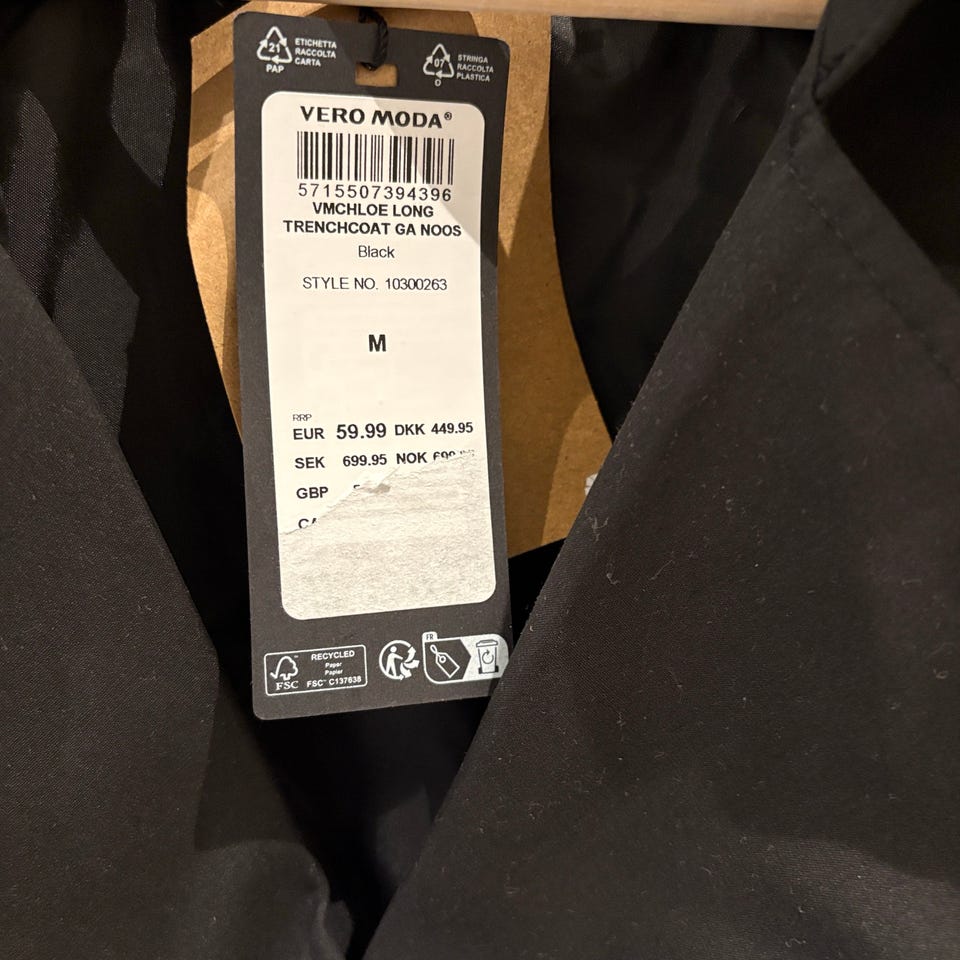 21
PAP
ETICHETTA
RACCOLTA
CARTA
07
O
STRINGA
RACCOLTA
PLASTICA
VERO MODA®
5715507394396
VMCHLOE LONG
TRENCHCOAT GA NOOS
Black
STYLE NO. 10300263
M
RRP
EUR 59.99 DKK 449.95
SEK 699.95 NOK
GBP
FSC™
RECYCLED
Paper
Papier
FSC™ C137638
FR